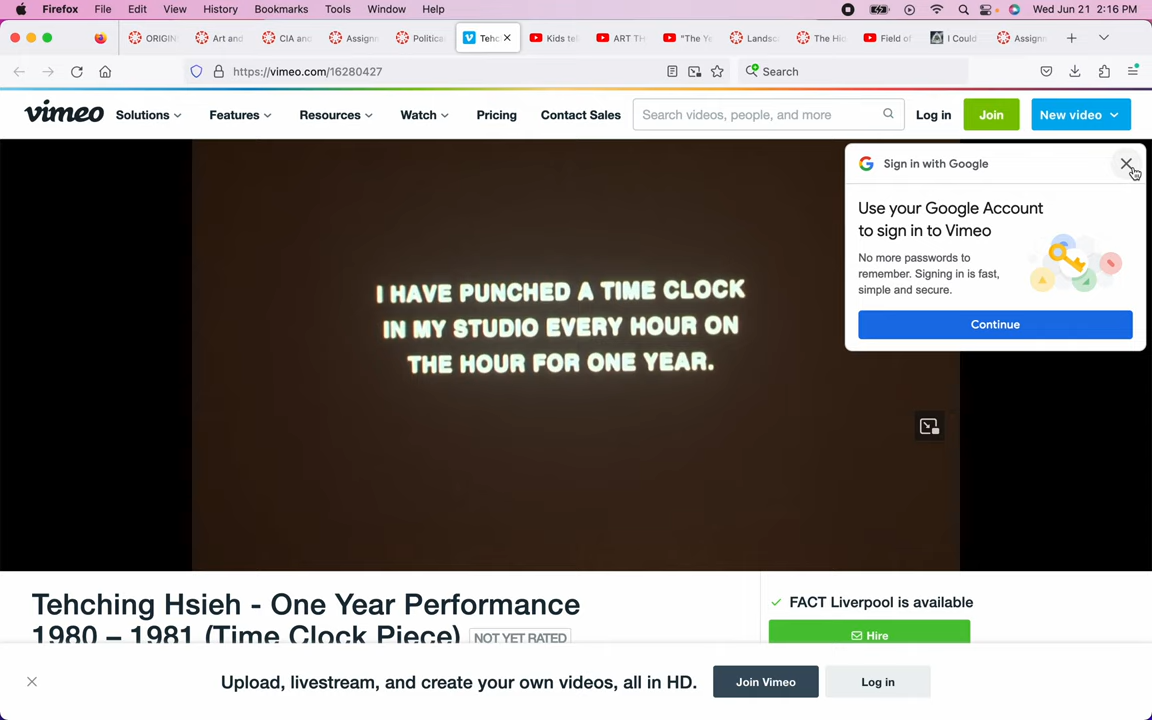 Firefox File Edit View History Bookmarks Tools Window Help Wed Jun 21 2:16 PM
ORIGIN Art and CIA and Assignm Politica Tehc Kids tel ART TH "The Ye Landsc The Hio Field of I Could Assignm
https://vimeo.com/16280427 Search
vimeo Solutions Features Resources Watch Pricing Contact Sales Search videos, people, and more Log in Join New video
Sign in with Google
Use your Google Account
to sign in to Vimeo
No more passwords to
remember. Signing in is fast,
simple and secure.
Continue
I HAVE PUNCHED A TIME CLOCK
IN MY STUDIO EVERY HOUR ON
THE HOUR FOR ONE YEAR.
Tehching Hsieh - One Year Performance
1980 – 1981 (Time Clock Piece) NOT YET RATED
FACT Liverpool is available
Hire
Upload, livestream, and create your own videos, all in HD. Join Vimeo Log in